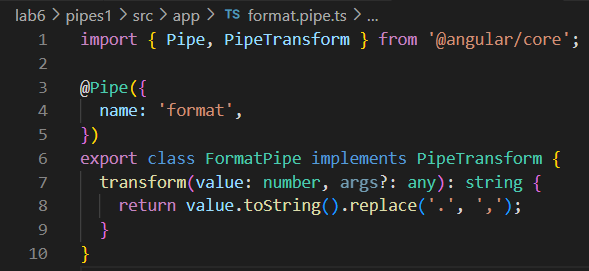 lab6 > pipes1 > src > app > TS format.pipe.ts > ...
1 import { Pipe, PipeTransform } from '@angular/core';
2
3 @Pipe({
4   name: 'format',
5 })
6 export class FormatPipe implements PipeTransform {
7   transform(value: number, args?: any): string {
8     return value.toString().replace('.', ',');
9   }
10 }